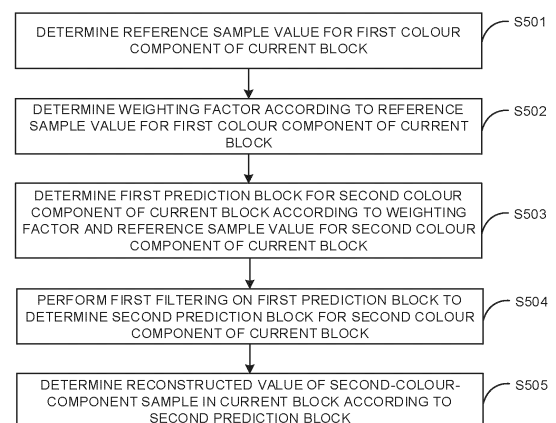 DETERMINE REFERENCE SAMPLE VALUE FOR FIRST COLOUR
COMPONENT OF CURRENT BLOCK
S501
DETERMINE WEIGHTING FACTOR ACCORDING TO REFERENCE
SAMPLE VALUE FOR FIRST COLOUR COMPONENT OF CURRENT
BLOCK
S502
DETERMINE FIRST PREDICTION BLOCK FOR SECOND COLOUR
COMPONENT OF CURRENT BLOCK ACCORDING TO WEIGHTING
FACTOR AND REFERENCE SAMPLE VALUE FOR SECOND COLOUR
COMPONENT OF CURRENT BLOCK
S503
PERFORM FIRST FILTERING ON FIRST PREDICTION BLOCK TO
DETERMINE SECOND PREDICTION BLOCK FOR SECOND COLOUR
COMPONENT OF CURRENT BLOCK
S504
DETERMINE RECONSTRUCTED VALUE OF SECOND-COLOUR-
COMPONENT SAMPLE IN CURRENT BLOCK ACCORDING TO
SECOND PREDICTION BLOCK
S505